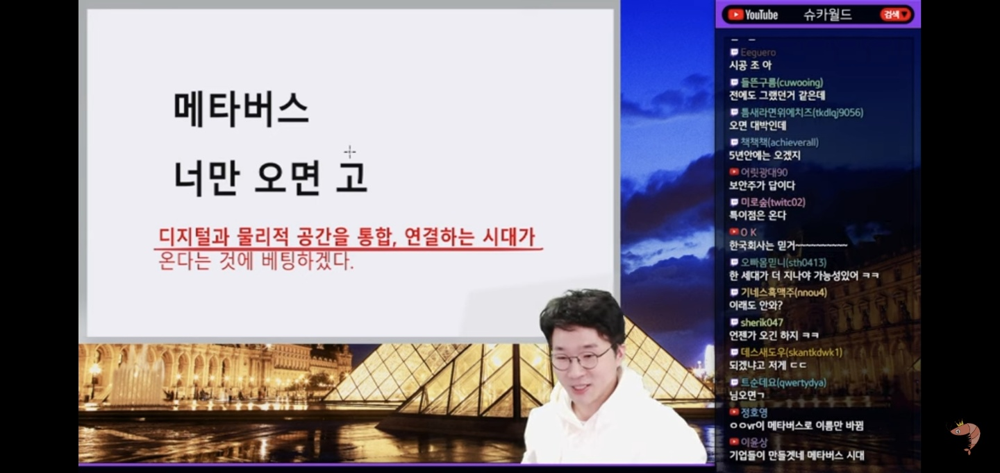 메타버스
너만 오면 고
디지털과 물리적 공간을 통합, 연결하는 시대가
온다는 것에 베팅하겠다.
YouTube 슈카월드 검색
Eeguero
시공 조 아
들뜬구름(cuwooing)
전에도 그랬던거 같은데
틈새라면위에치즈(tkdlqj9056)
오면 대박인데
책책책(achieverall)
5년안에는 오겠지
어릿광대90
보안주가 답이다
미로숲(twitc02)
특이점은 온다
O K
한국회사는 믿거~~~~~~~~~~
오빠몸믿니(sth0413)
한 세대가 더 지나야 가능성있어 ㅋㅋ
기네스흑맥주(nnou4)
이래도 안와?
sherik047
언젠가 오긴 하지 ㅋㅋ
데스섀도우(skantkdwk1)
되겠냐고 저게 ㄷㄷ
트순데요(qwertydya)
님오면ㄱ
정호영
ㅇㅇvr이 메타버스로 이름만 바뀜
이윤상
기업들이 만들겟네 메타버스 시대